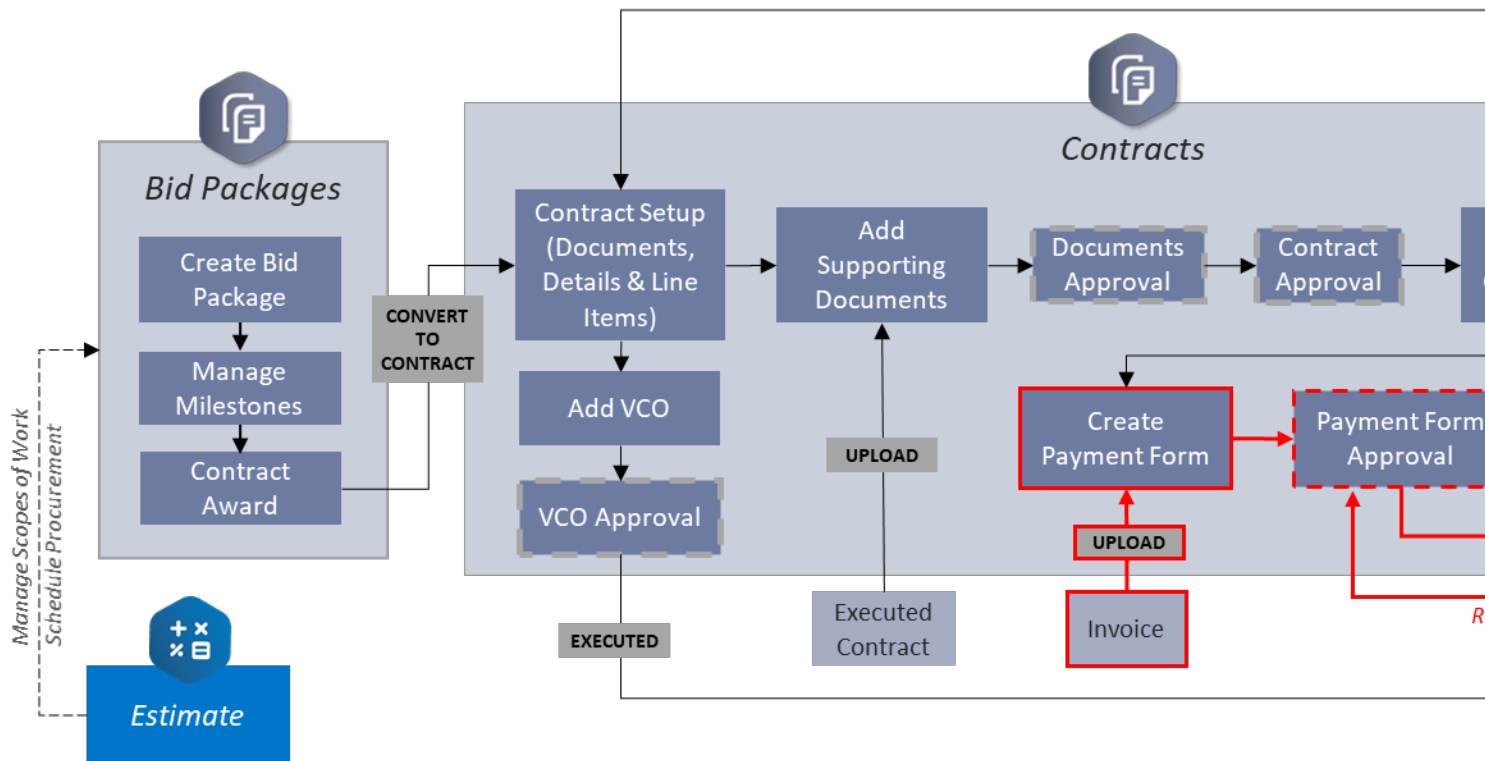 Bid Packages
Create Bid
Package
Manage
Milestones
Contract
Award
Manage Scopes of Work
Schedule Procurement
Estimate
CONVERT
TO
CONTRACT
Contracts
Contract Setup
(Documents,
Details & Line
Items)
Add
Supporting
Documents
Documents
Approval
Contract
Approval
Add VCO
VCO Approval
EXECUTED
UPLOAD
Executed
Contract
Create
Payment Form
Payment Form
Approval
UPLOAD
Invoice